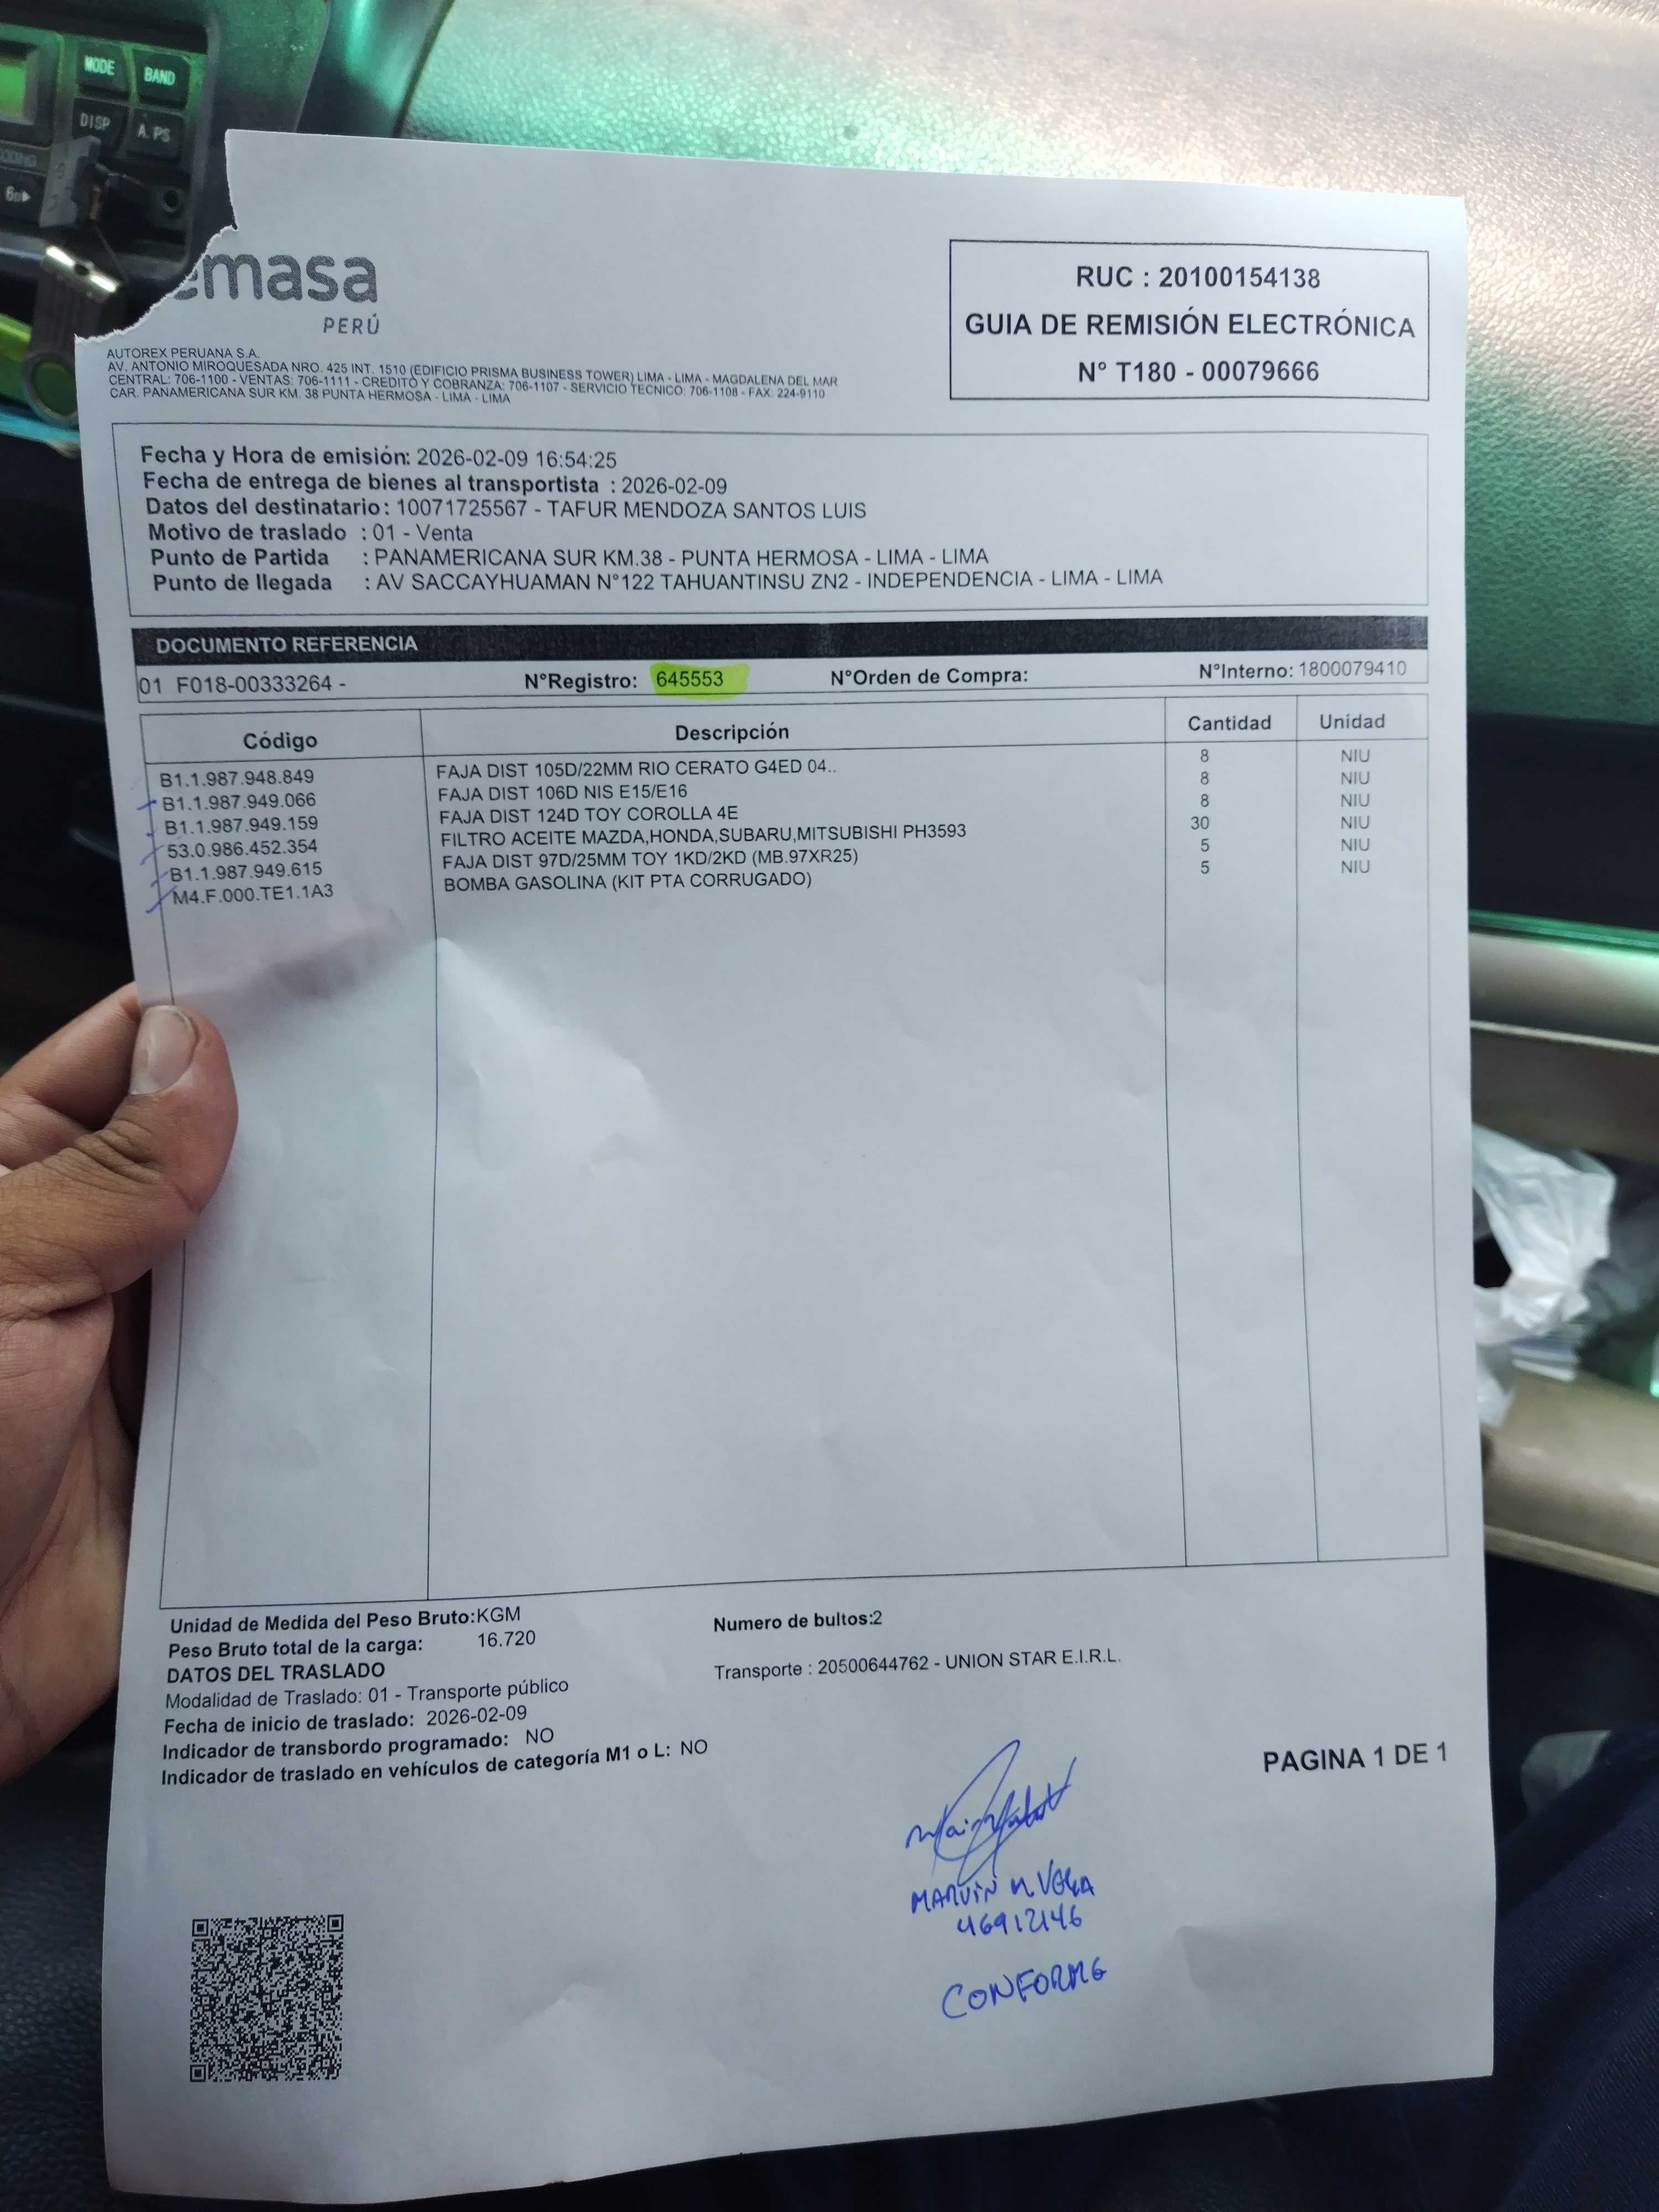 MODE
BAND
DISP
A.PS
6
emasa
PERÚ
AUTOREX PERUANA S.A.
AV. ANTONIO MIROQUESADA NRO. 425 INT. 1510 (EDIFICIO PRISMA BUSINESS TOWER) LIMA - LIMA - MAGDALENA DEL MAR
CENTRAL: 706-1100 - VENTAS: 706-1111 - CREDITO Y COBRANZA: 706-1107 - SERVICIO TECNICO: 706-1108 - FAX: 224-9110
CAR. PANAMERICANA SUR KM. 38 PUNTA HERMOSA - LIMA - LIMA
RUC : 20100154138
GUIA DE REMISIÓN ELECTRÓNICA
N° T180 - 00079666
Fecha y Hora de emisión: 2026-02-09 16:54:25
Fecha de entrega de bienes al transportista : 2026-02-09
Datos del destinatario: 10071725567 - TAFUR MENDOZA SANTOS LUIS
Motivo de traslado : 01 - Venta
Punto de Partida : PANAMERICANA SUR KM.38 - PUNTA HERMOSA - LIMA - LIMA
Punto de llegada : AV SACCAYHUAMAN N°122 TAHUANTINSU ZN2 - INDEPENDENCIA - LIMA - LIMA
DOCUMENTO REFERENCIA
01 F018-00333264 - N°Registro: 645553 N°Orden de Compra: N°Interno: 1800079410
Código Descripción Cantidad Unidad
B1.1.987.948.849 FAJA DIST 105D/22MM RIO CERATO G4ED 04.. 8 NIU
B1.1.987.949.066 FAJA DIST 106D NIS E15/E16 8 NIU
B1.1.987.949.159 FAJA DIST 124D TOY COROLLA 4E 8 NIU
53.0.986.452.354 FILTRO ACEITE MAZDA,HONDA,SUBARU,MITSUBISHI PH3593 30 NIU
B1.1.987.949.615 FAJA DIST 97D/25MM TOY 1KD/2KD (MB.97XR25) 5 NIU
M4.F.000.TE1.1A3 BOMBA GASOLINA (KIT PTA CORRUGADO) 5 NIU
Unidad de Medida del Peso Bruto:KGM Numero de bultos:2
Peso Bruto total de la carga: 16.720
DATOS DEL TRASLADO Transporte : 20500644762 - UNION STAR E.I.R.L.
Modalidad de Traslado: 01 - Transporte público
Fecha de inicio de traslado: 2026-02-09
Indicador de transbordo programado: NO
Indicador de traslado en vehículos de categoría M1 o L: NO
PAGINA 1 DE 1
MARVIN M. VEGA
46912146
CONFORME